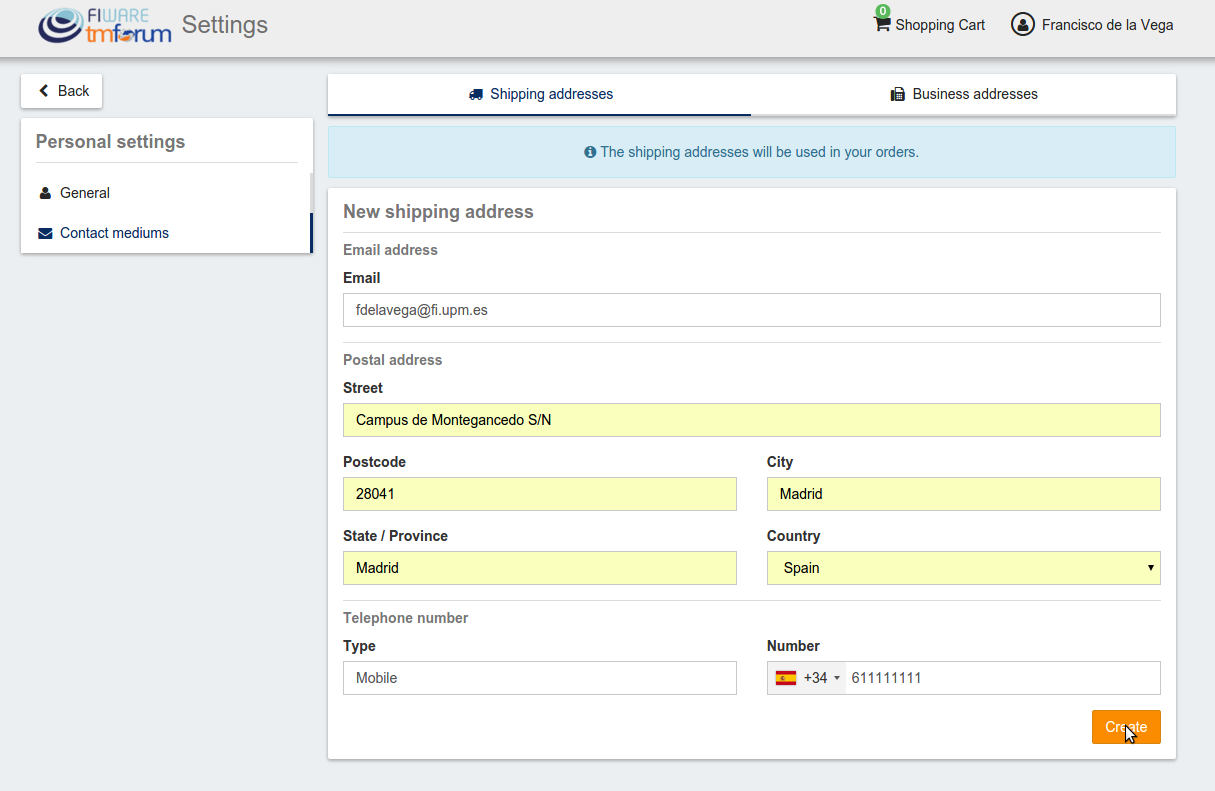 FIWARE
tmforum
Settings
0
Shopping Cart
Francisco de la Vega
Back
Personal settings
General
Contact mediums
Shipping addresses
Business addresses
The shipping addresses will be used in your orders.
New shipping address
Email address
Email
fdelavega@fi.upm.es
Postal address
Street
Campus de Montegancedo S/N
Postcode
City
28041
Madrid
State / Province
Country
Madrid
Spain
Telephone number
Type
Number
Mobile
+34 611111111
Create